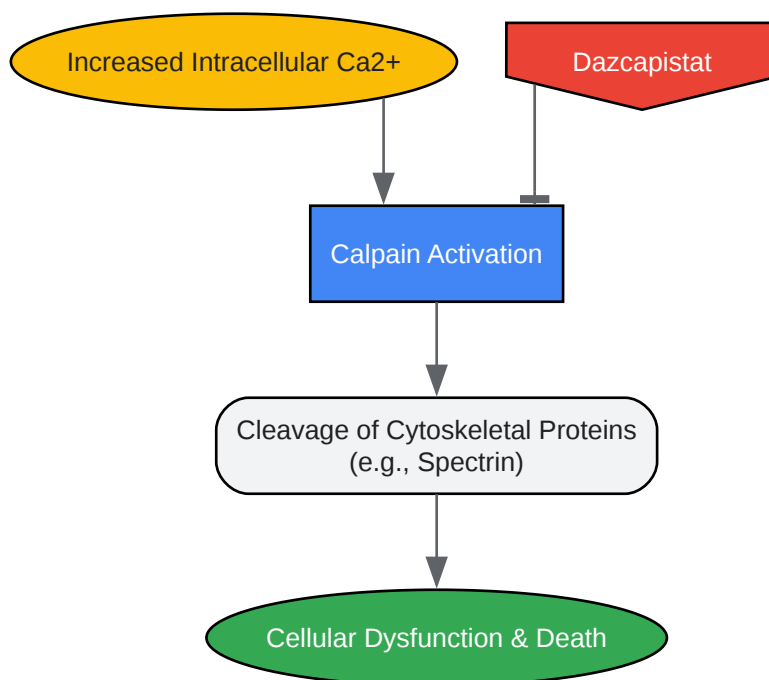 Increased Intracellular Ca2+
Dazcapistat
Calpain Activation
Cleavage of Cytoskeletal Proteins
(e.g., Spectrin)
Cellular Dysfunction & Death